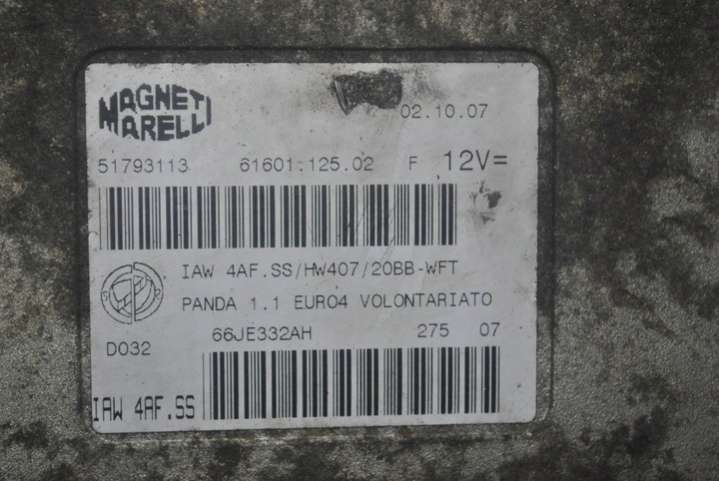 MAGNETI
MARELLI
02.10.07
51793113 61601.125.02 F 12V=
IAW 4AF.SS/HW407/20BB-WFT
PANDA 1.1 EURO4 VOLONTARIATO
D032 66JE332AH 275 07
IAW 4AF.SS